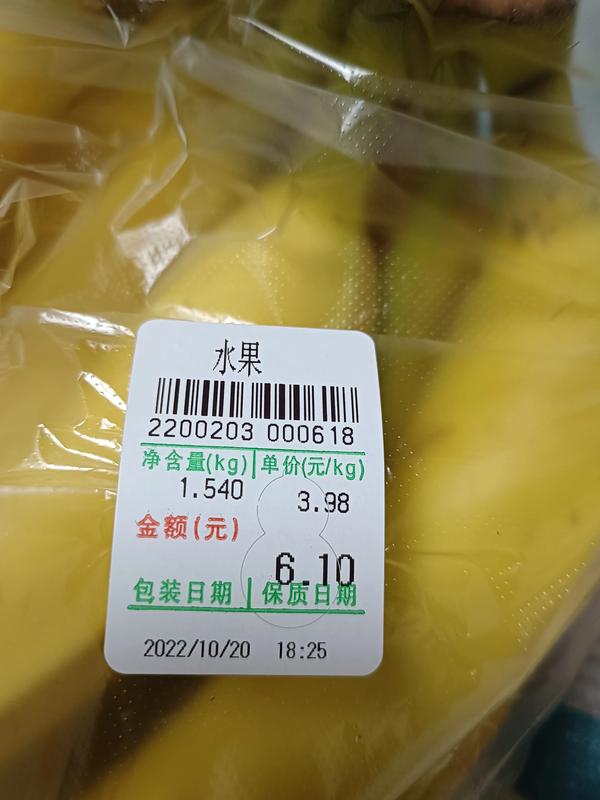 水果
2200203 000618
净含量(kg) 单价(元/kg)
1.540 3.98
金额(元)
6.10
包装日期 保质日期
2022/10/20 18:25